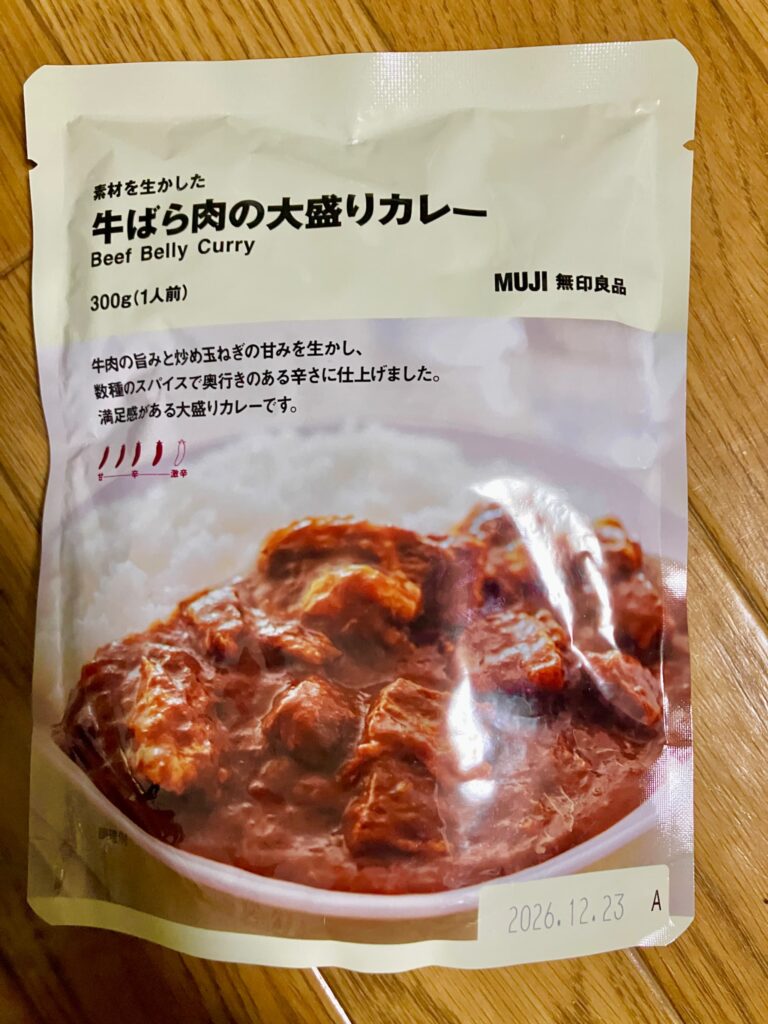 素材を生かした
牛ばら肉の大盛りカレー
Beef Belly Curry
300g(1人前)
MUJI 無印良品
牛肉の旨みと炒め玉ねぎの甘みを生かし、
数種のスパイスで奥行きのある辛さに仕上げました。
満足感がある大盛りカレーです。
甘 辛 激辛
調理例
2026.12.23 A